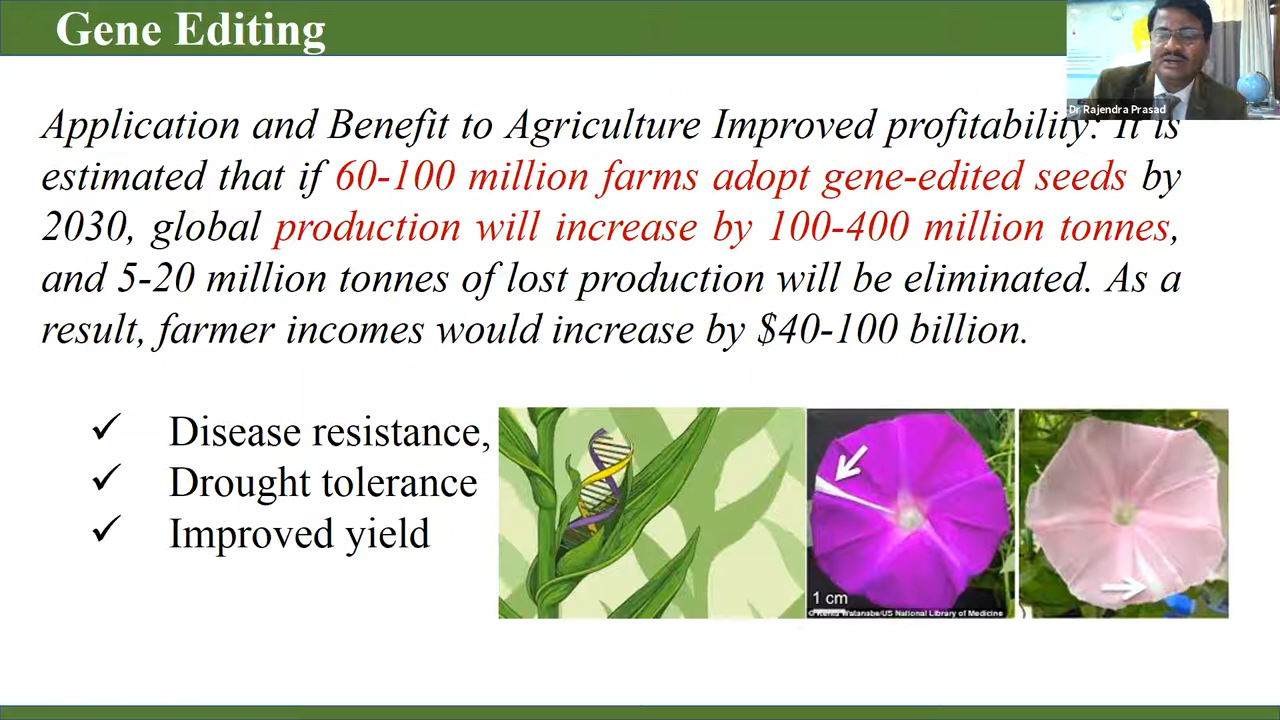 Gene Editing
Dr Rajendra Prasad
Application and Benefit to Agriculture Improved profitability: It is
estimated that if 60-100 million farms adopt gene-edited seeds by
2030, global production will increase by 100-400 million tonnes,
and 5-20 million tonnes of lost production will be eliminated. As a
result, farmer incomes would increase by $40-100 billion.
✓ Disease resistance,
✓ Drought tolerance
✓ Improved yield
1 cm
Watanabe/US National Library of Medicine